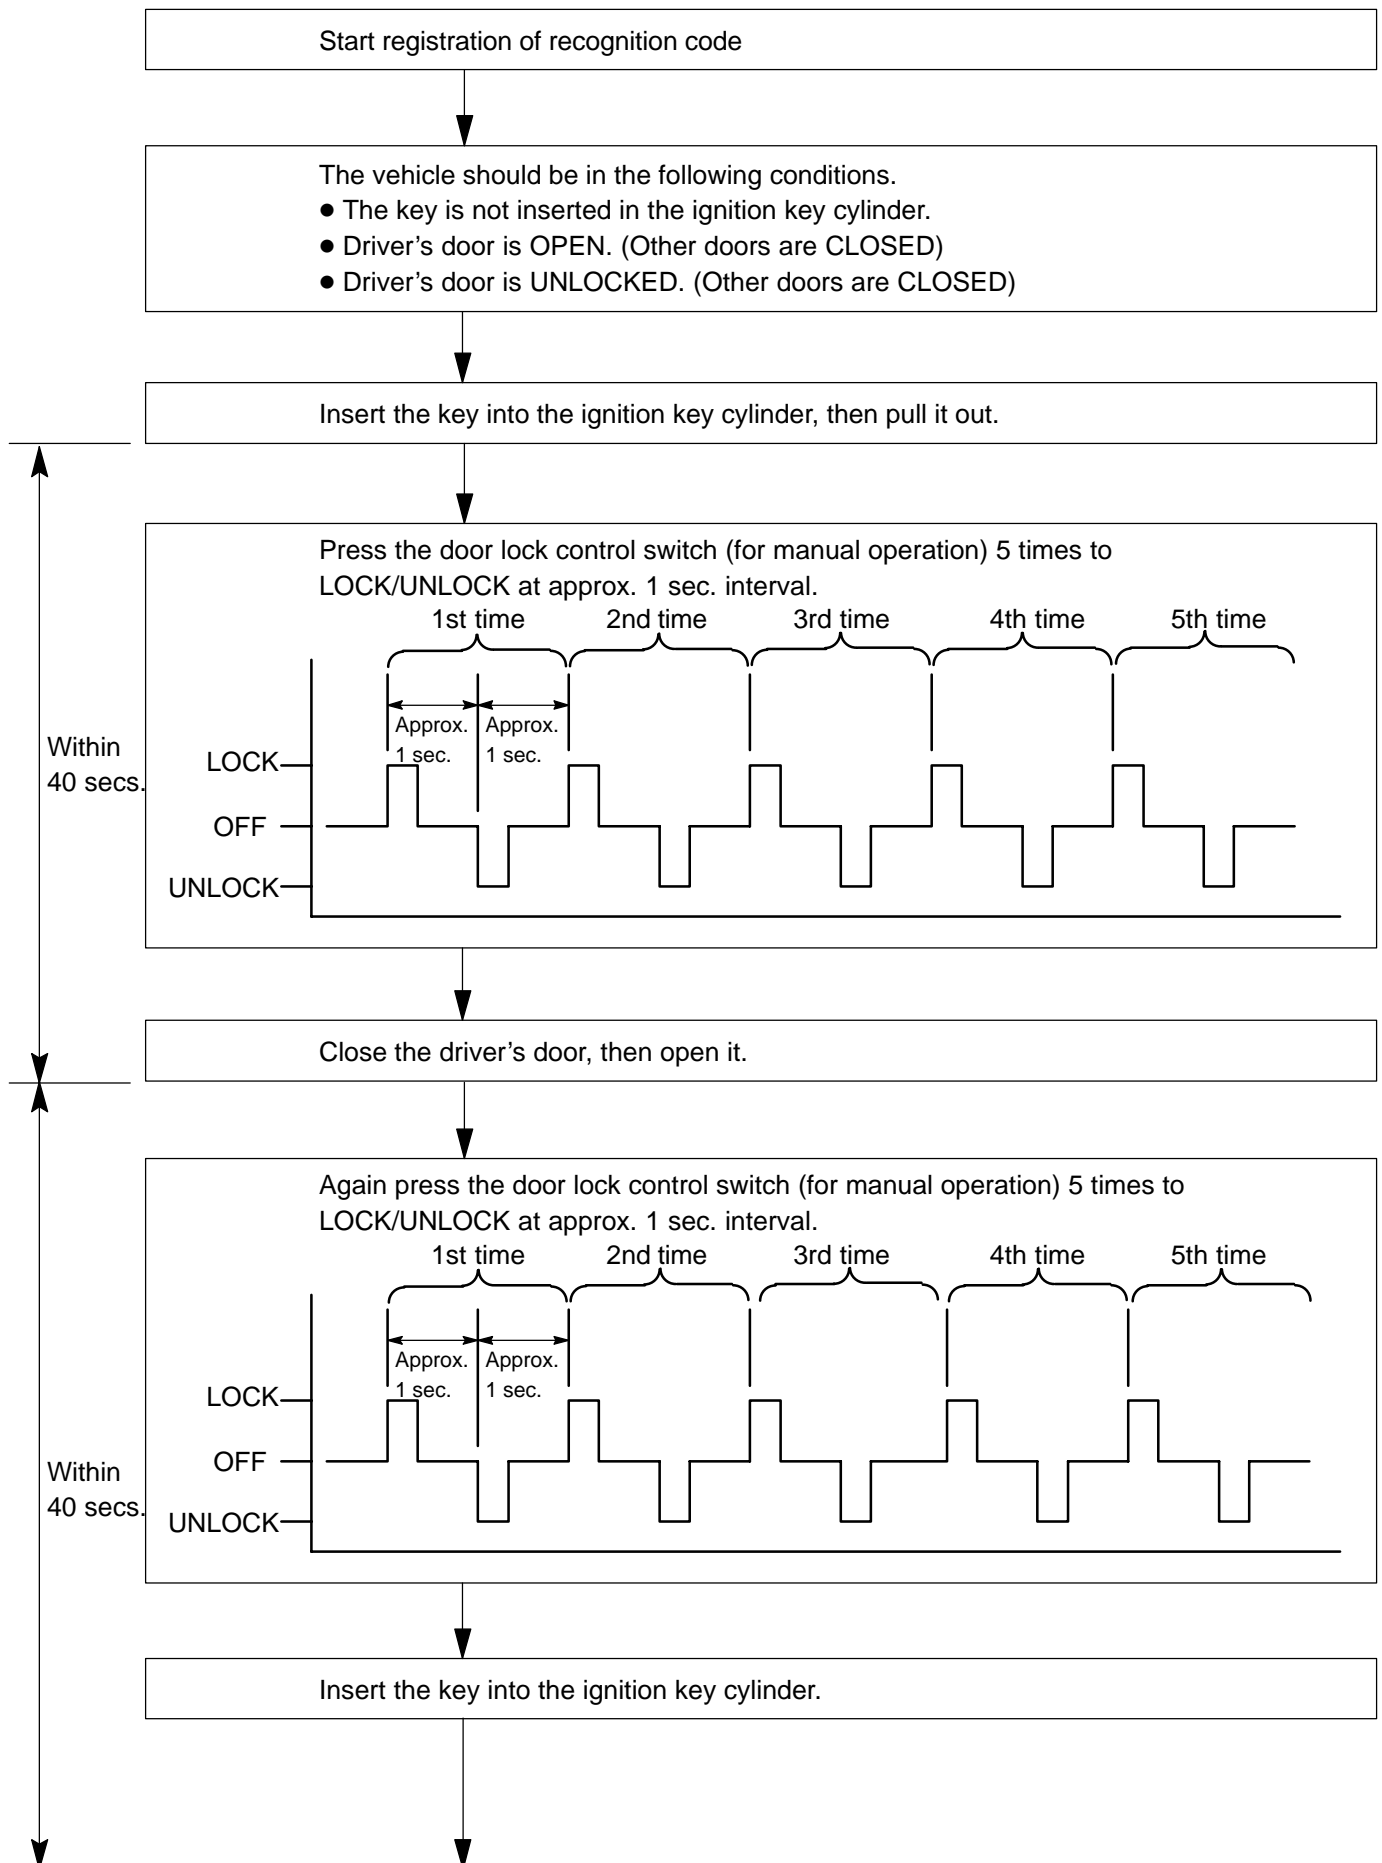 Start registration of recognition code
The vehicle should be in the following conditions.
● The key is not inserted in the ignition key cylinder.
● Driver's door is OPEN. (Other doors are CLOSED)
● Driver's door is UNLOCKED. (Other doors are CLOSED)
Insert the key into the ignition key cylinder, then pull it out.
Press the door lock control switch (for manual operation) 5 times to
LOCK/UNLOCK at approx. 1 sec. interval.
1st time 2nd time 3rd time 4th time 5th time
Approx. Approx.
1 sec. 1 sec.
Within
40 secs.
LOCK
OFF
UNLOCK
Close the driver's door, then open it.
Again press the door lock control switch (for manual operation) 5 times to
LOCK/UNLOCK at approx. 1 sec. interval.
1st time 2nd time 3rd time 4th time 5th time
Approx. Approx.
1 sec. 1 sec.
LOCK
OFF
UNLOCK
Within
40 secs.
Insert the key into the ignition key cylinder.